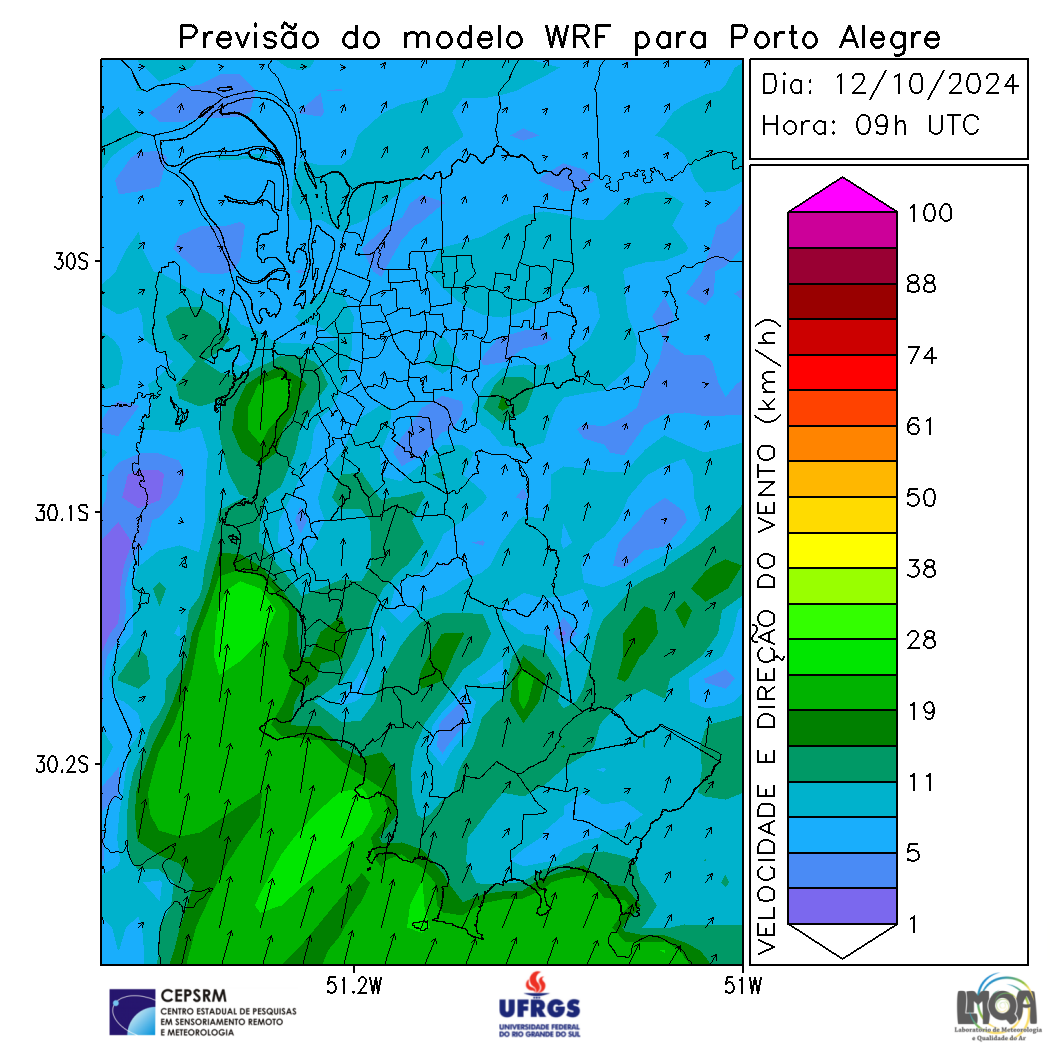 Previsão do modelo WRF para Porto Alegre
Dia: 12/10/2024
Hora: 09h UTC
VELOCIDADE E DIREÇÃO DO VENTO (km/h)
100
88
74
61
50
38
28
19
11
5
1
30S
30.1S
30.2S
51.2W
51W
CEPSRM
CENTRO ESTADUAL DE PESQUISAS
EM SENSORIAMENTO REMOTO
E METEOROLOGIA
UFRGS
UNIVERSIDADE FEDERAL
DO RIO GRANDE DO SUL
LMQA
Laboratório de Meteorologia
e Qualidade do Ar